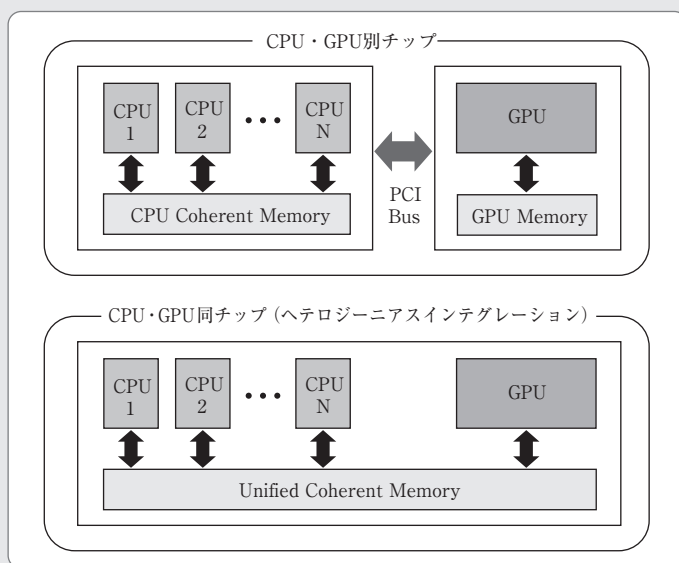 CPU・GPU別チップ
CPU
1
CPU
2
•••
CPU
N
GPU
PCI
Bus
CPU Coherent Memory
GPU Memory
CPU・GPU同チップ（ヘテロジーニアスインテグレーション）
CPU
1
CPU
2
•••
CPU
N
GPU
Unified Coherent Memory